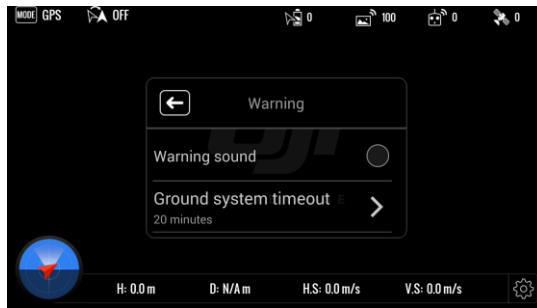 MODE GPS OFF 0 100 0 0
Warning
dji
Warning sound
Ground system timeout E
20 minutes
H: 0.0 m D: N/A m H.S: 0.0 m/s V.S: 0.0 m/s